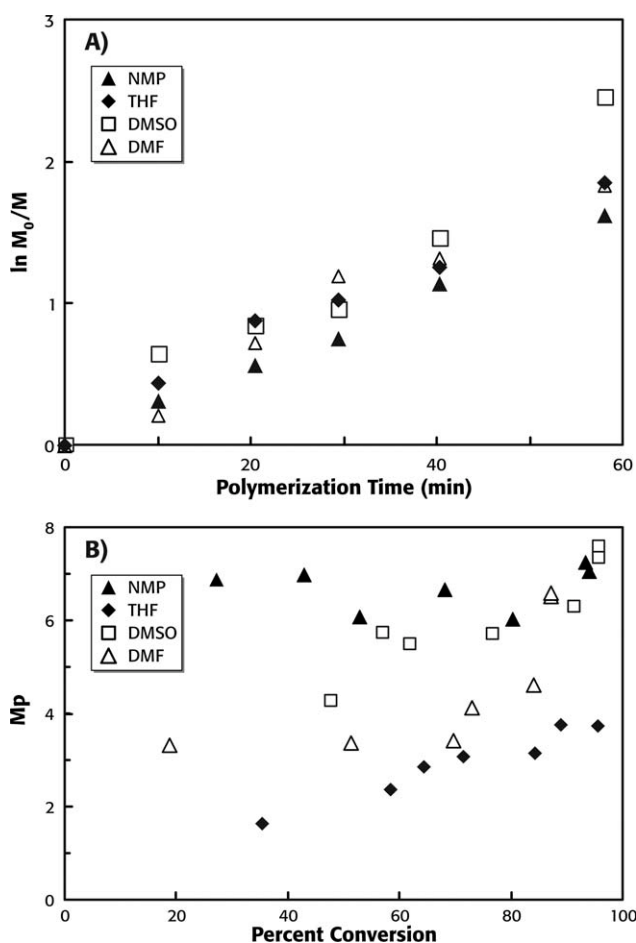 A)
NMP
THF
DMSO
DMF
ln M₀/M
3
2
1
0
0 20 40 60
Polymerization Time (min)
B)
NMP
THF
DMSO
DMF
Mp
8
6
4
2
0
0 20 40 60 80 100
Percent Conversion